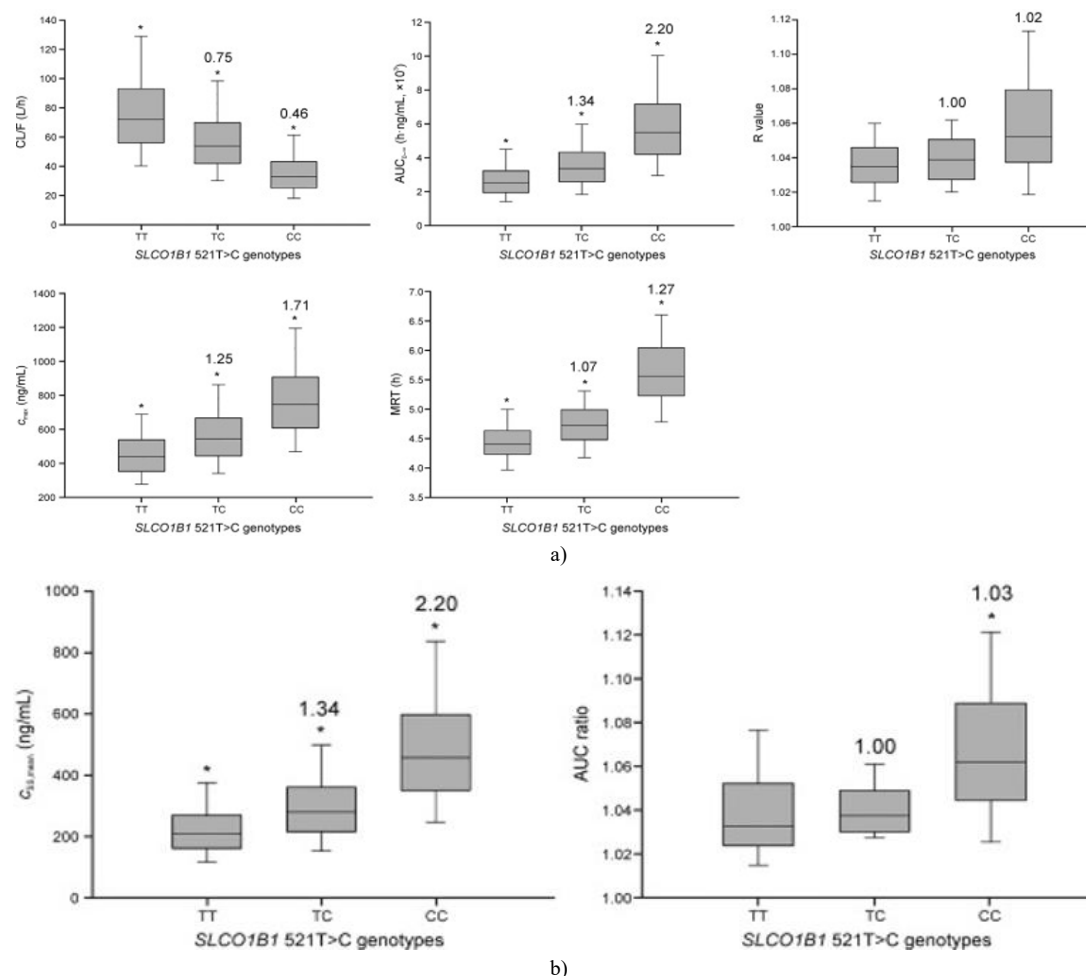 CL/F (L/h)
140
120
100
80
60
40
20
0
*
0.75
*
0.46
*
TT
TC
CC
SLCO1B1 521T>C genotypes
12
10
8
6
4
2
0
*
1.34
*
2.20
*
TT
TC
CC
SLCO1B1 521T>C genotypes
R value
1.12
1.10
1.08
1.06
1.04
1.02
1.00
1.00
1.02
TT
TC
CC
SLCO1B1 521T>C genotypes
(ng/mL)
1400
1200
1000
800
600
400
200
*
1.25
*
1.71
*
TT
TC
CC
SLCO1B1 521T>C genotypes
MRT (h)
7.0
6.5
6.0
5.5
5.0
4.5
4.0
3.5
*
1.07
*
1.27
*
TT
TC
CC
SLCO1B1 521T>C genotypes
a)
(ng/mL)
1000
800
600
400
200
0
*
1.34
*
2.20
*
TT
TC
CC
SLCO1B1 521T>C genotypes
AUC ratio
1.14
1.12
1.10
1.08
1.06
1.04
1.02
1.00
1.00
1.03
*
TT
TC
CC
SLCO1B1 521T>C genotypes
b)